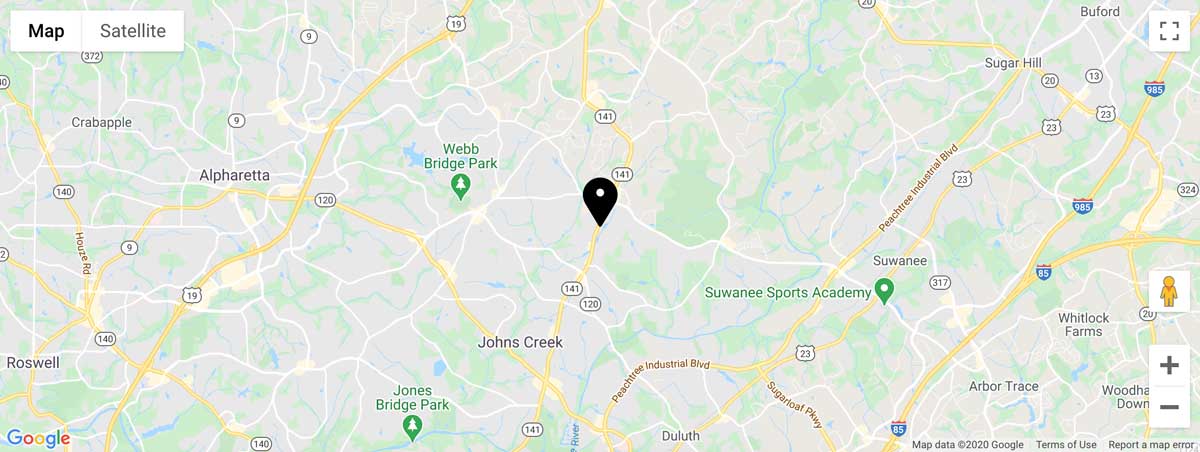 Map
Satellite
Buford
19
9
372
Sugar Hill
20
13
985
141
23
Crabapple
9
Webb
Bridge Park
Alpharetta
141
Peachtree Industrial Blvd
23
140
120
324
985
Houze Rd
9
Suwanee
85
19
141
120
Suwanee Sports Academy
317
20
Whitlock
Farms
140
Johns Creek
Roswell
23
Peachtree Industrial Blvd
Jones
Bridge Park
Sugarloaf Pkwy
Arbor Trace
Woodha
Down
Google
140
141
e River
Duluth
85
Map data ©2020 Google
Terms of Use
Report a map error